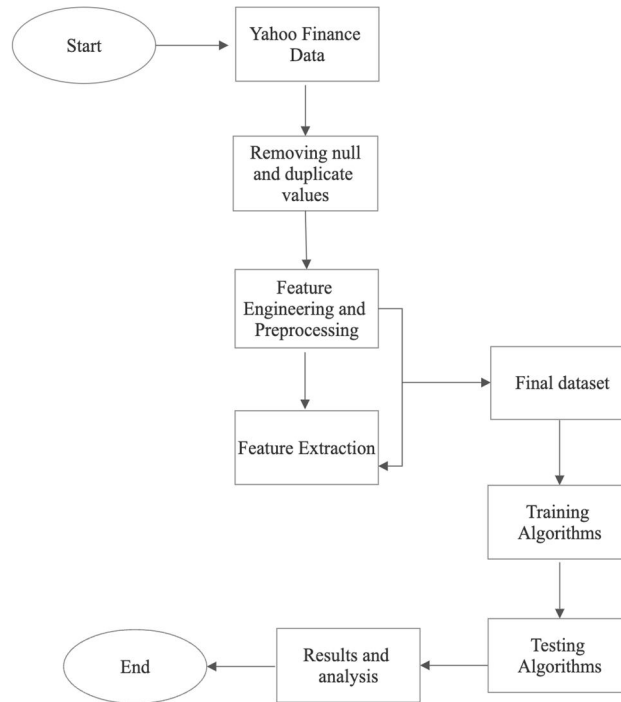 Start
Yahoo Finance
Data
Removing null
and duplicate
values
Feature
Engineering and
Preprocessing
Feature Extraction
Final dataset
Training
Algorithms
Testing
Algorithms
Results and
analysis
End